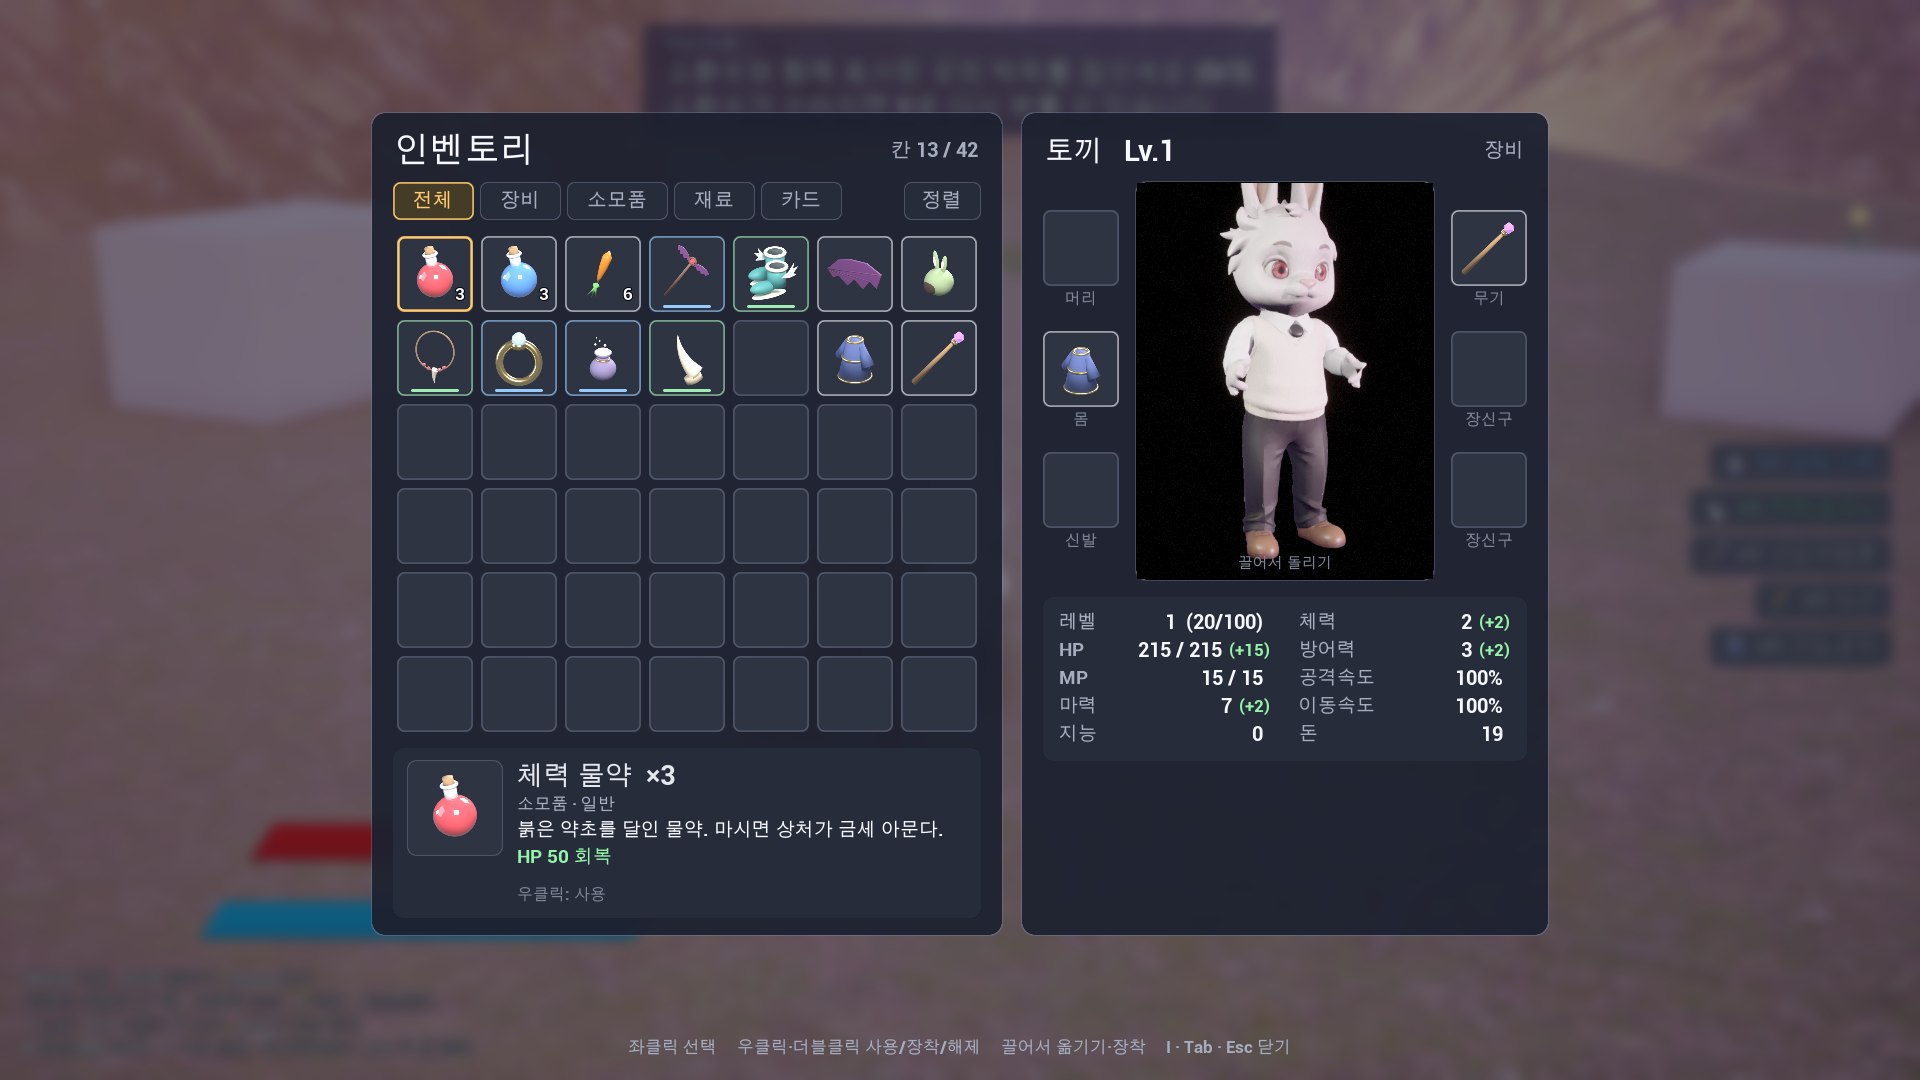 인벤토리
칸 13 / 42
전체 장비 소모품 재료 카드 정렬
3 3 6
체력 물약 ×3
소모품 · 일반
붉은 약초를 달인 물약. 마시면 상처가 금세 아문다.
HP 50 회복
우클릭: 사용
토끼 Lv.1
장비
머리
몸
신발
무기
장신구
장신구
끌어서 돌리기
레벨 1 (20/100) 체력 2 (+2)
HP 215 / 215 (+15) 방어력 3 (+2)
MP 15 / 15 공격속도 100%
마력 7 (+2) 이동속도 100%
지능 0 돈 19
좌클릭 선택 우클릭·더블클릭 사용/장착/해제 끌어서 옮기기·장착 I · Tab · Esc 닫기